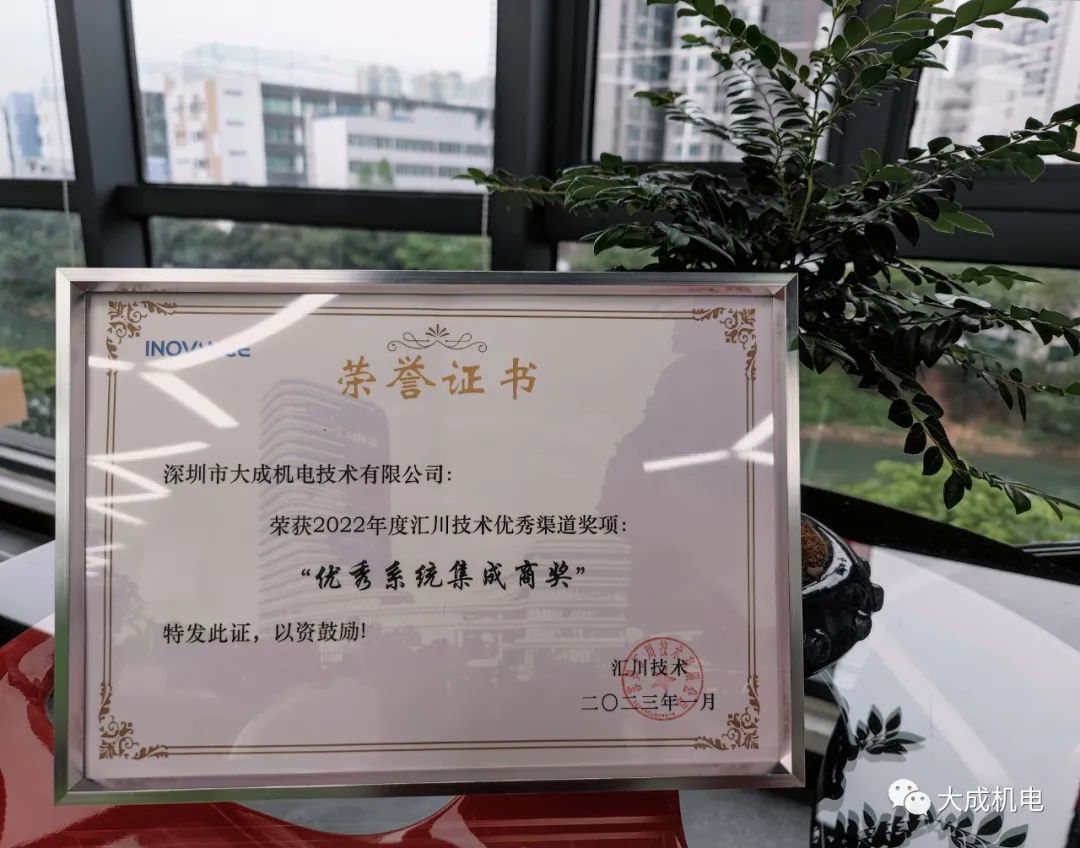 INOVANCE
荣誉证书
深圳市大成机电技术有限公司:
荣获2022年度汇川技术优秀渠道奖项:
“优秀系统集成商奖”
特发此证，以资鼓励!
汇川技术
二〇二三年一月
大成机电